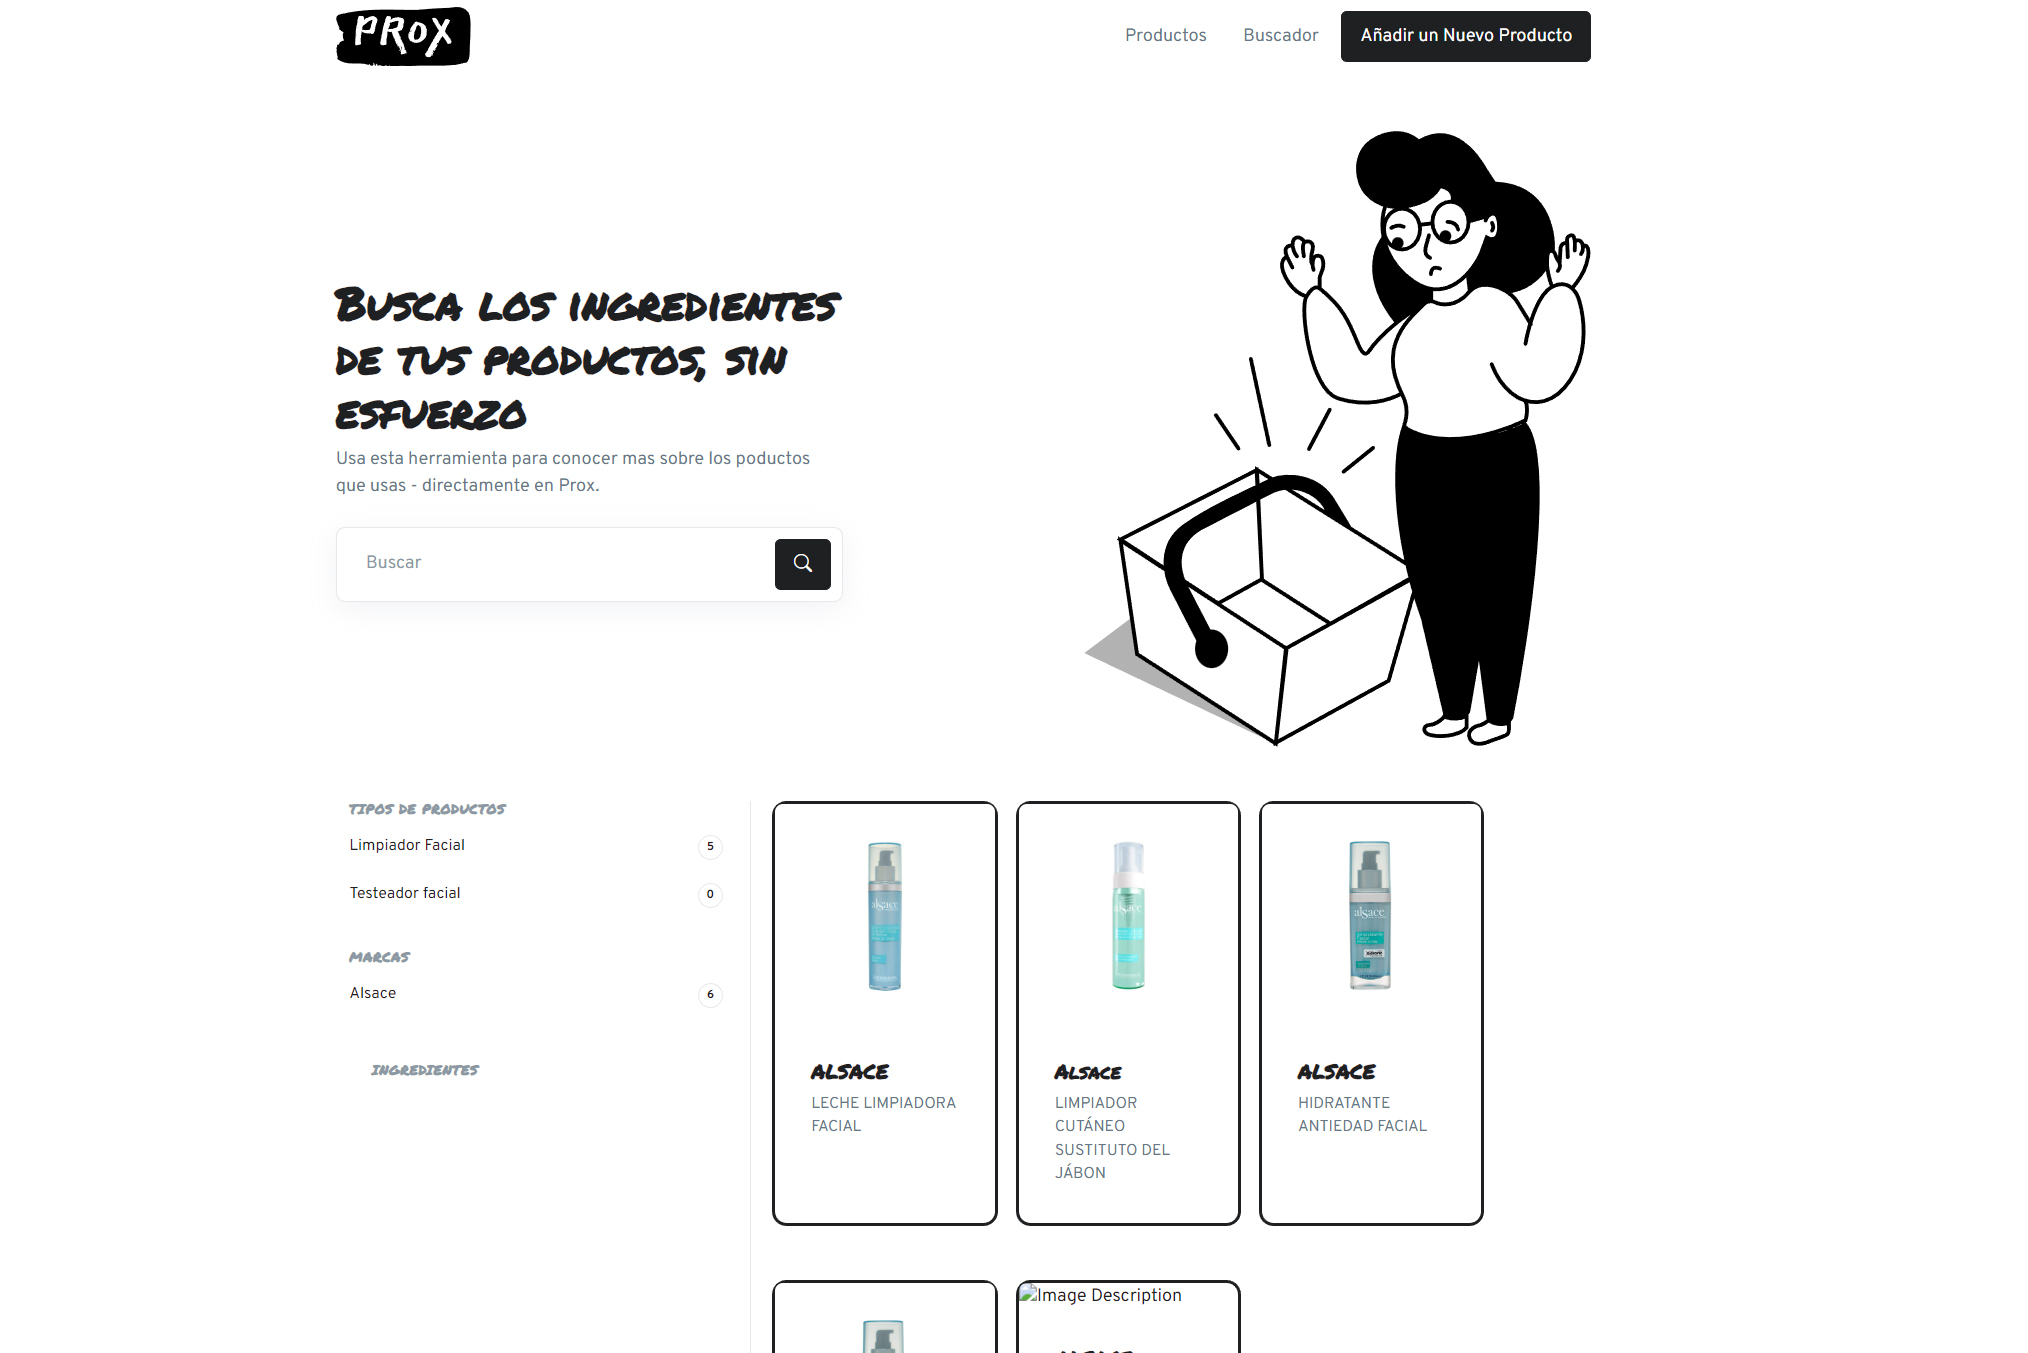 PROX
Productos
Buscador
Añadir un Nuevo Producto
Busca los ingredientes
de tus productos, sin
esfuerzo
Usa esta herramienta para conocer mas sobre los poductos
que usas - directamente en Prox.
Buscar
TIPOS DE PRODUCTOS
Limpiador Facial
5
Testeador facial
0
MARCAS
Alsace
6
INGREDIENTES
alsace
alsace
alsace
ALSACE
LECHE LIMPIADORA
FACIAL
Alsace
LIMPIADOR
CUTÁNEO
SUSTITUTO DEL
JÁBON
ALSACE
HIDRATANTE
ANTIEDAD FACIAL
Image Description